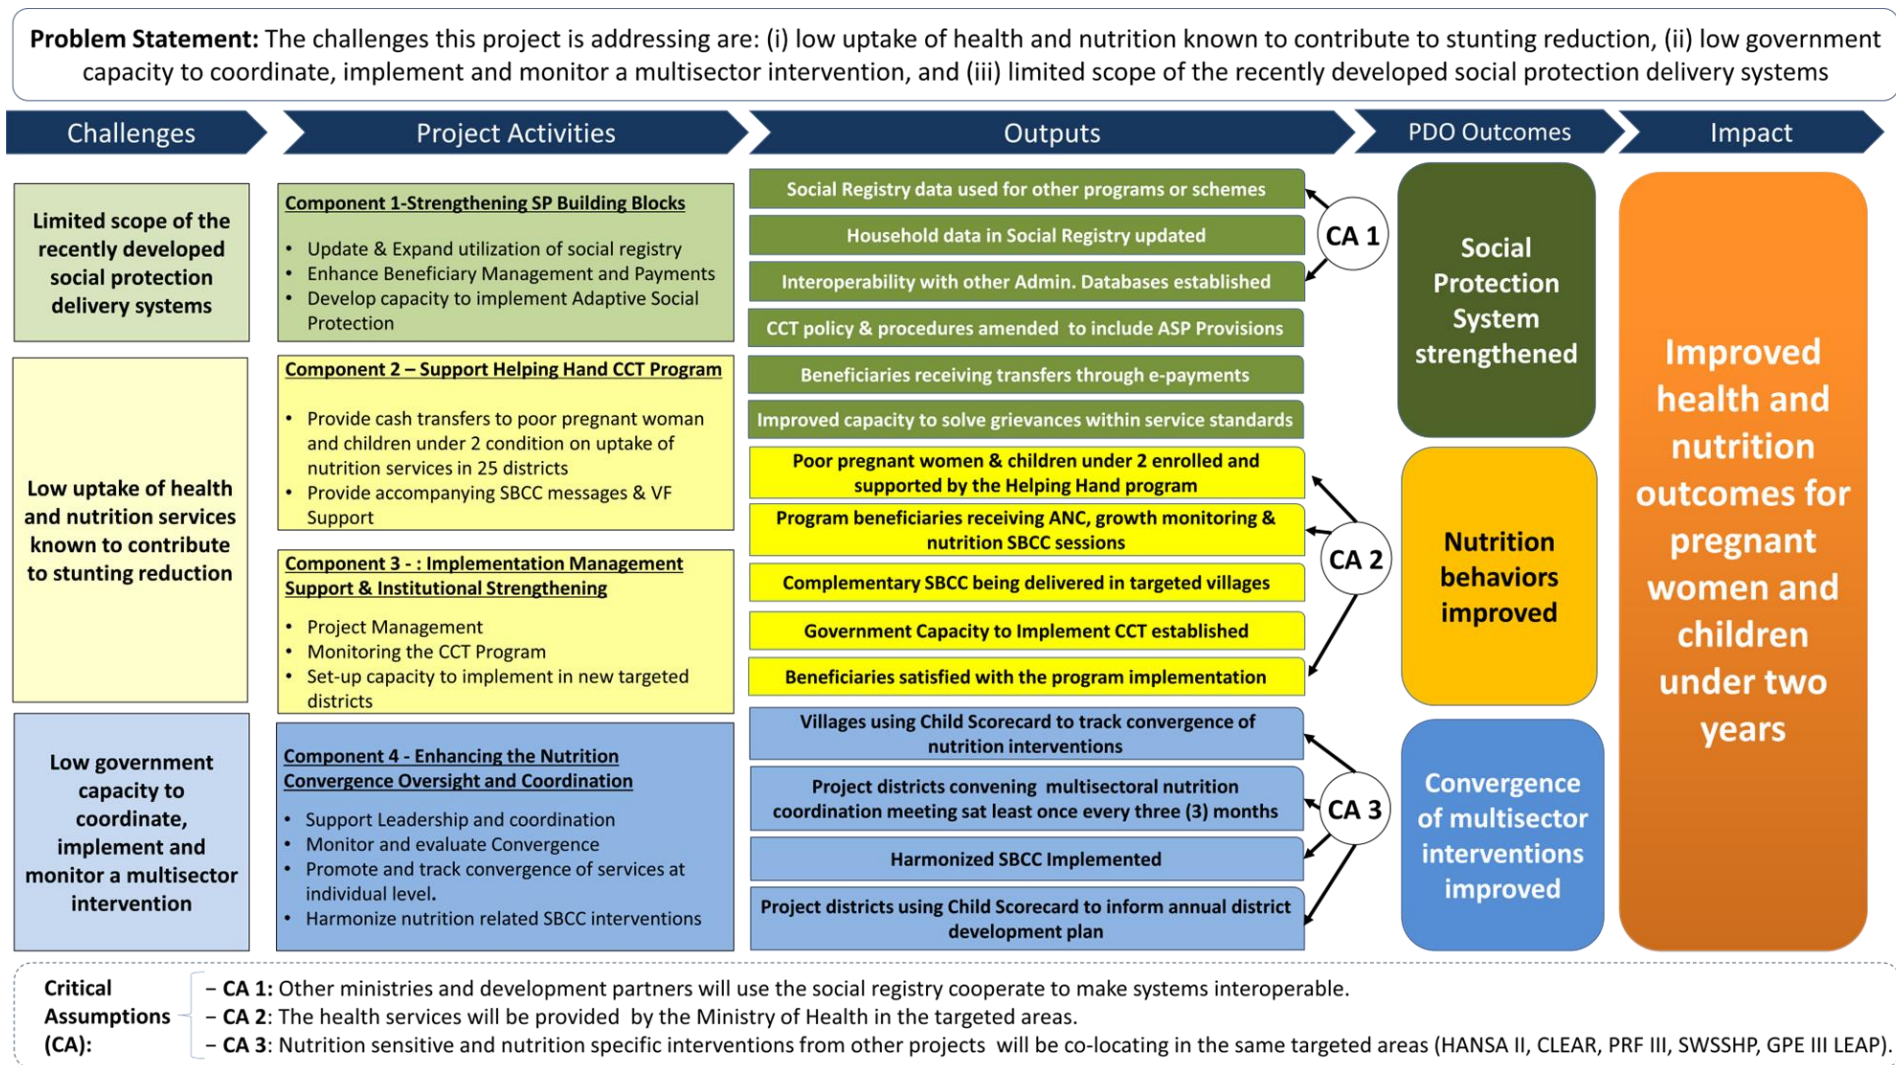 Problem Statement: The challenges this project is addressing are: (i) low uptake of health and nutrition known to contribute to stunting reduction, (ii) low government
capacity to coordinate, implement and monitor a multisector intervention, and (iii) limited scope of the recently developed social protection delivery systems
Challenges
Project Activities
Outputs
PDO Outcomes
Impact
Limited scope of the
recently developed
social protection
delivery systems
Low uptake of health
and nutrition services
known to contribute
to stunting reduction
Low government
capacity to
coordinate,
implement and
monitor a multisector
intervention
Component 1-Strengthening SP Building Blocks
• Update & Expand utilization of social registry
• Enhance Beneficiary Management and Payments
• Develop capacity to implement Adaptive Social
Protection
Component 2 – Support Helping Hand CCT Program
• Provide cash transfers to poor pregnant woman
and children under 2 condition on uptake of
nutrition services in 25 districts
• Provide accompanying SBCC messages & VF
Support
Component 3 - : Implementation Management
Support & Institutional Strengthening
• Project Management
• Monitoring the CCT Program
• Set-up capacity to implement in new targeted
districts
Component 4 - Enhancing the Nutrition
Convergence Oversight and Coordination
• Support Leadership and coordination
• Monitor and evaluate Convergence
• Promote and track convergence of services at
individual level.
• Harmonize nutrition related SBCC interventions
Social Registry data used for other programs or schemes
Household data in Social Registry updated
Interoperability with other Admin. Databases established
CCT policy & procedures amended to include ASP Provisions
Beneficiaries receiving transfers through e-payments
Improved capacity to solve grievances within service standards
Poor pregnant women & children under 2 enrolled and
supported by the Helping Hand program
Program beneficiaries receiving ANC, growth monitoring &
nutrition SBCC sessions
Complementary SBCC being delivered in targeted villages
Government Capacity to Implement CCT established
Beneficiaries satisfied with the program implementation
Villages using Child Scorecard to track convergence of
nutrition interventions
Project districts convening multisectoral nutrition
coordination meeting sat least once every three (3) months
Harmonized SBCC Implemented
Project districts using Child Scorecard to inform annual district
development plan
CA 1
CA 2
CA 3
Social
Protection
System
strengthened
Nutrition
behaviors
improved
Convergence
of multisector
interventions
improved
Improved
health and
nutrition
outcomes for
pregnant
women and
children
under two
years
Critical
Assumptions
(CA):
– CA 1: Other ministries and development partners will use the social registry cooperate to make systems interoperable.
– CA 2: The health services will be provided by the Ministry of Health in the targeted areas.
– CA 3: Nutrition sensitive and nutrition specific interventions from other projects will be co-locating in the same targeted areas (HANSA II, CLEAR, PRF III, SWSSHP, GPE III LEAP).